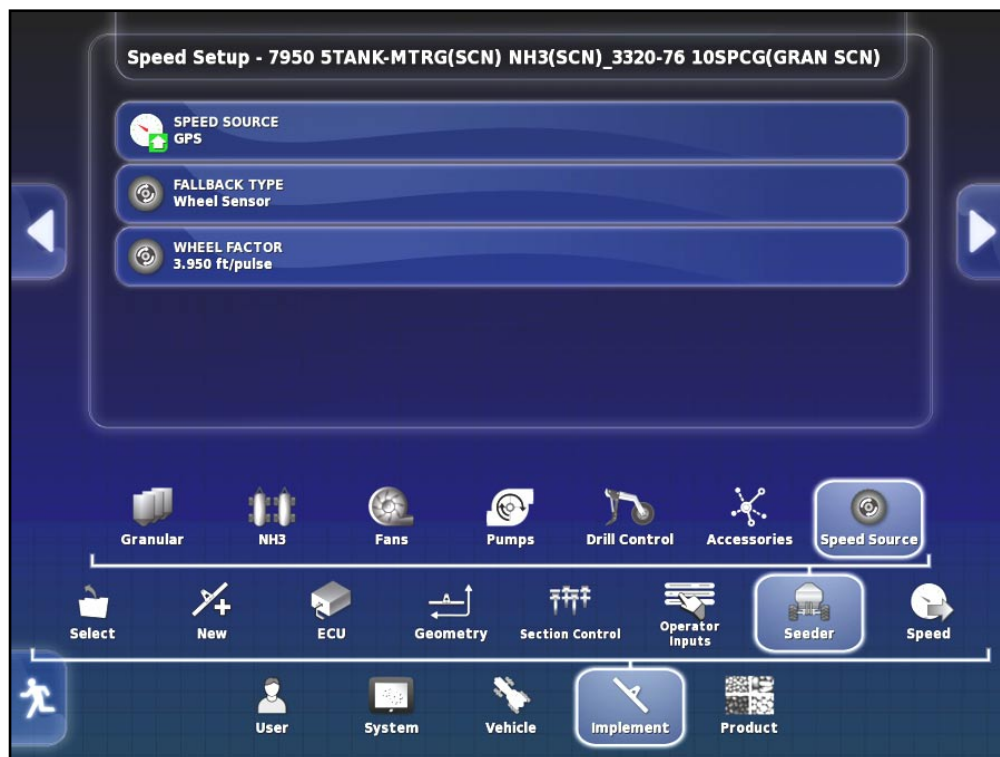 Speed Setup - 7950 5TANK-MTRG(SCN) NH3(SCN)_3320-76 10SPCG(GRAN SCN)
SPEED SOURCE
GPS
FALLBACK TYPE
Wheel Sensor
WHEEL FACTOR
3.950 ft/pulse
Granular
NH3
Fans
Pumps
Drill Control
Accessories
Speed Source
Select
New
ECU
Geometry
Section Control
Operator
Inputs
Seeder
Speed
User
System
Vehicle
Implement
Product